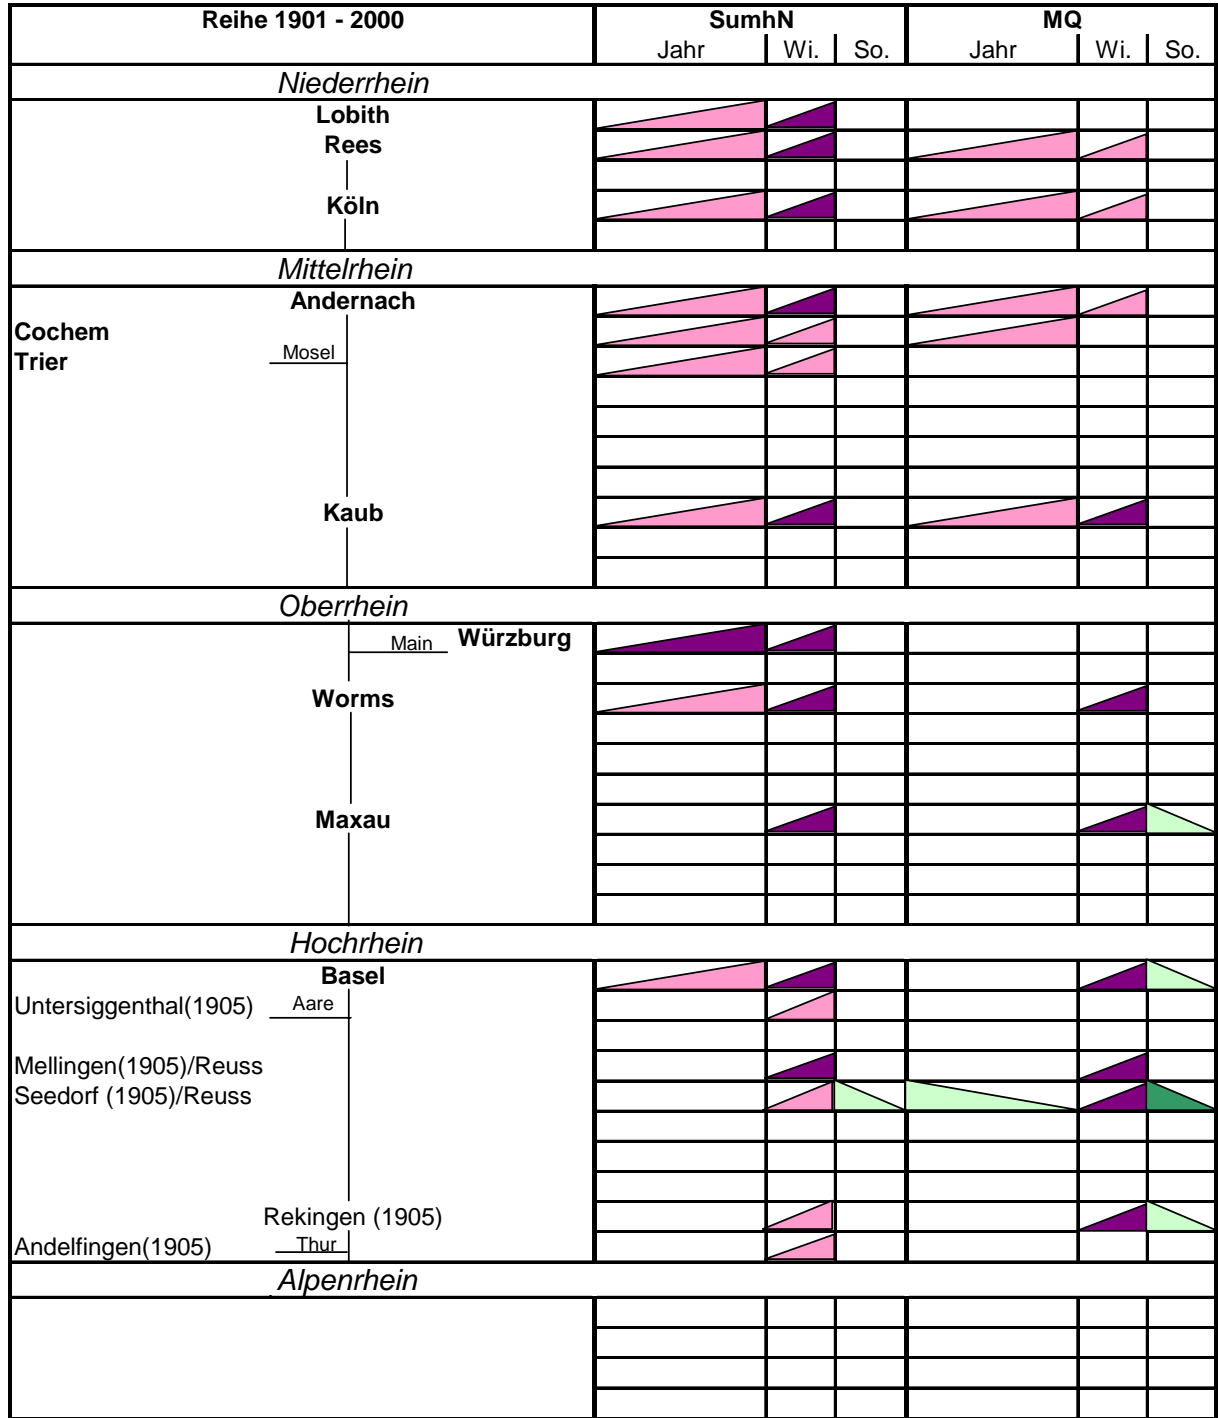 Reihe 1901 - 2000 SumhN MQ
Jahr Wi. So. Jahr Wi. So.
Niederrhein
Lobith
Rees
Köln
Mittelrhein
Andernach
Cochem
Trier Mosel
Kaub
Oberrhein
Main Würzburg
Worms
Maxau
Hochrhein
Basel
Untersiggenthal(1905) Aare
Mellingen(1905)/Reuss
Seedorf (1905)/Reuss
Rekingen (1905)
Andelfingen(1905) Thur
Alpenrhein